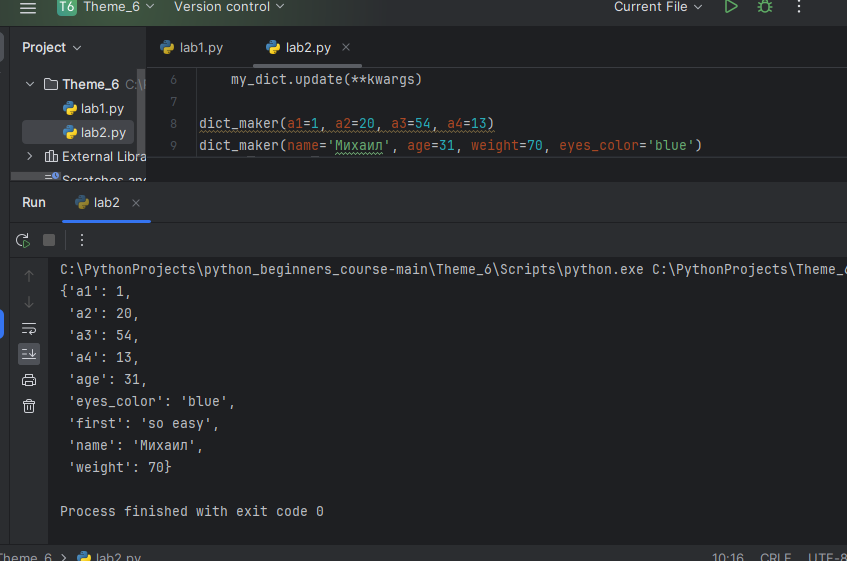 T6 Theme_6 Version control Current File
Project lab1.py lab2.py
Theme_6 C:\
lab1.py
lab2.py
External Libra
Scratches and
6 my_dict.update(**kwargs)
7
8 dict_maker(a1=1, a2=20, a3=54, a4=13)
9 dict_maker(name='Михаил', age=31, weight=70, eyes_color='blue')
Run lab2
C:\PythonProjects\python_beginners_course-main\Theme_6\Scripts\python.exe C:\PythonProjects\Theme_6
{'a1': 1,
'a2': 20,
'a3': 54,
'a4': 13,
'age': 31,
'eyes_color': 'blue',
'first': 'so easy',
'name': 'Михаил',
'weight': 70}
Process finished with exit code 0
Theme_6 lab2.py 10:16 CRLF UTF-8